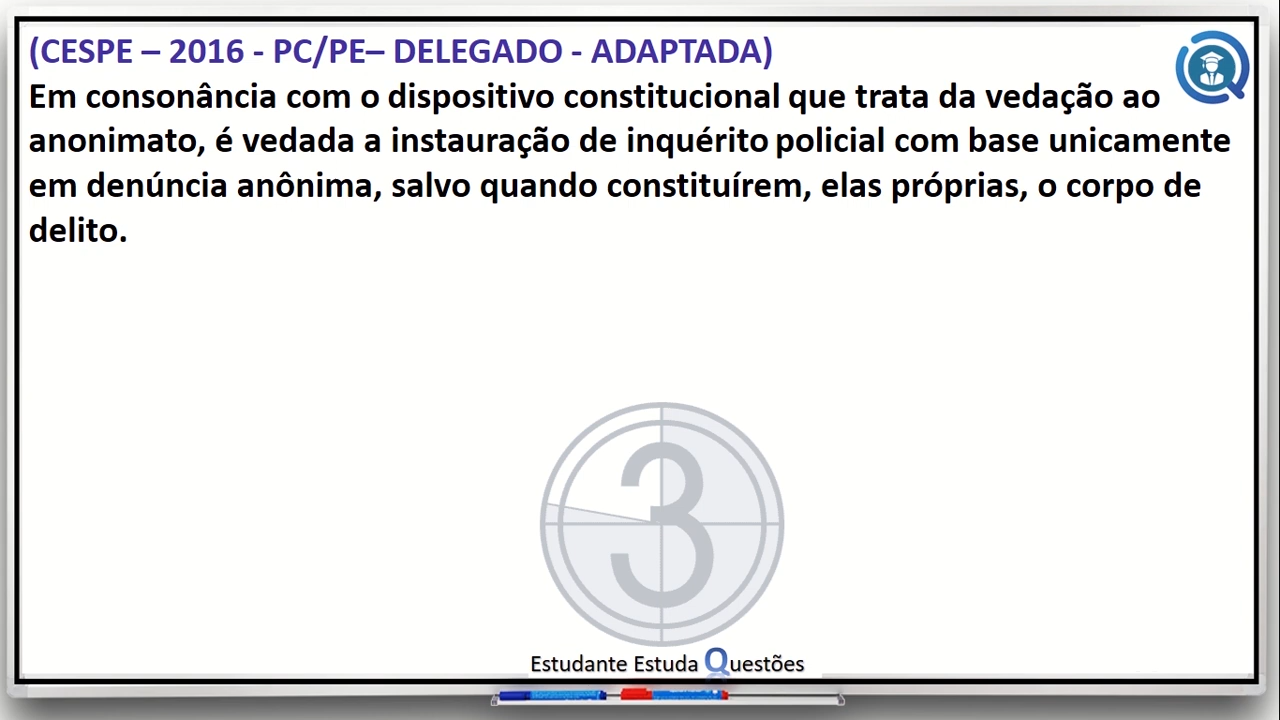 (CESPE – 2016 - PC/PE– DELEGADO - ADAPTADA)
Em consonância com o dispositivo constitucional que trata da vedação ao
anonimato, é vedada a instauração de inquérito policial com base unicamente
em denúncia anônima, salvo quando constituírem, elas próprias, o corpo de
delito.
3
Estudante Estuda Questões